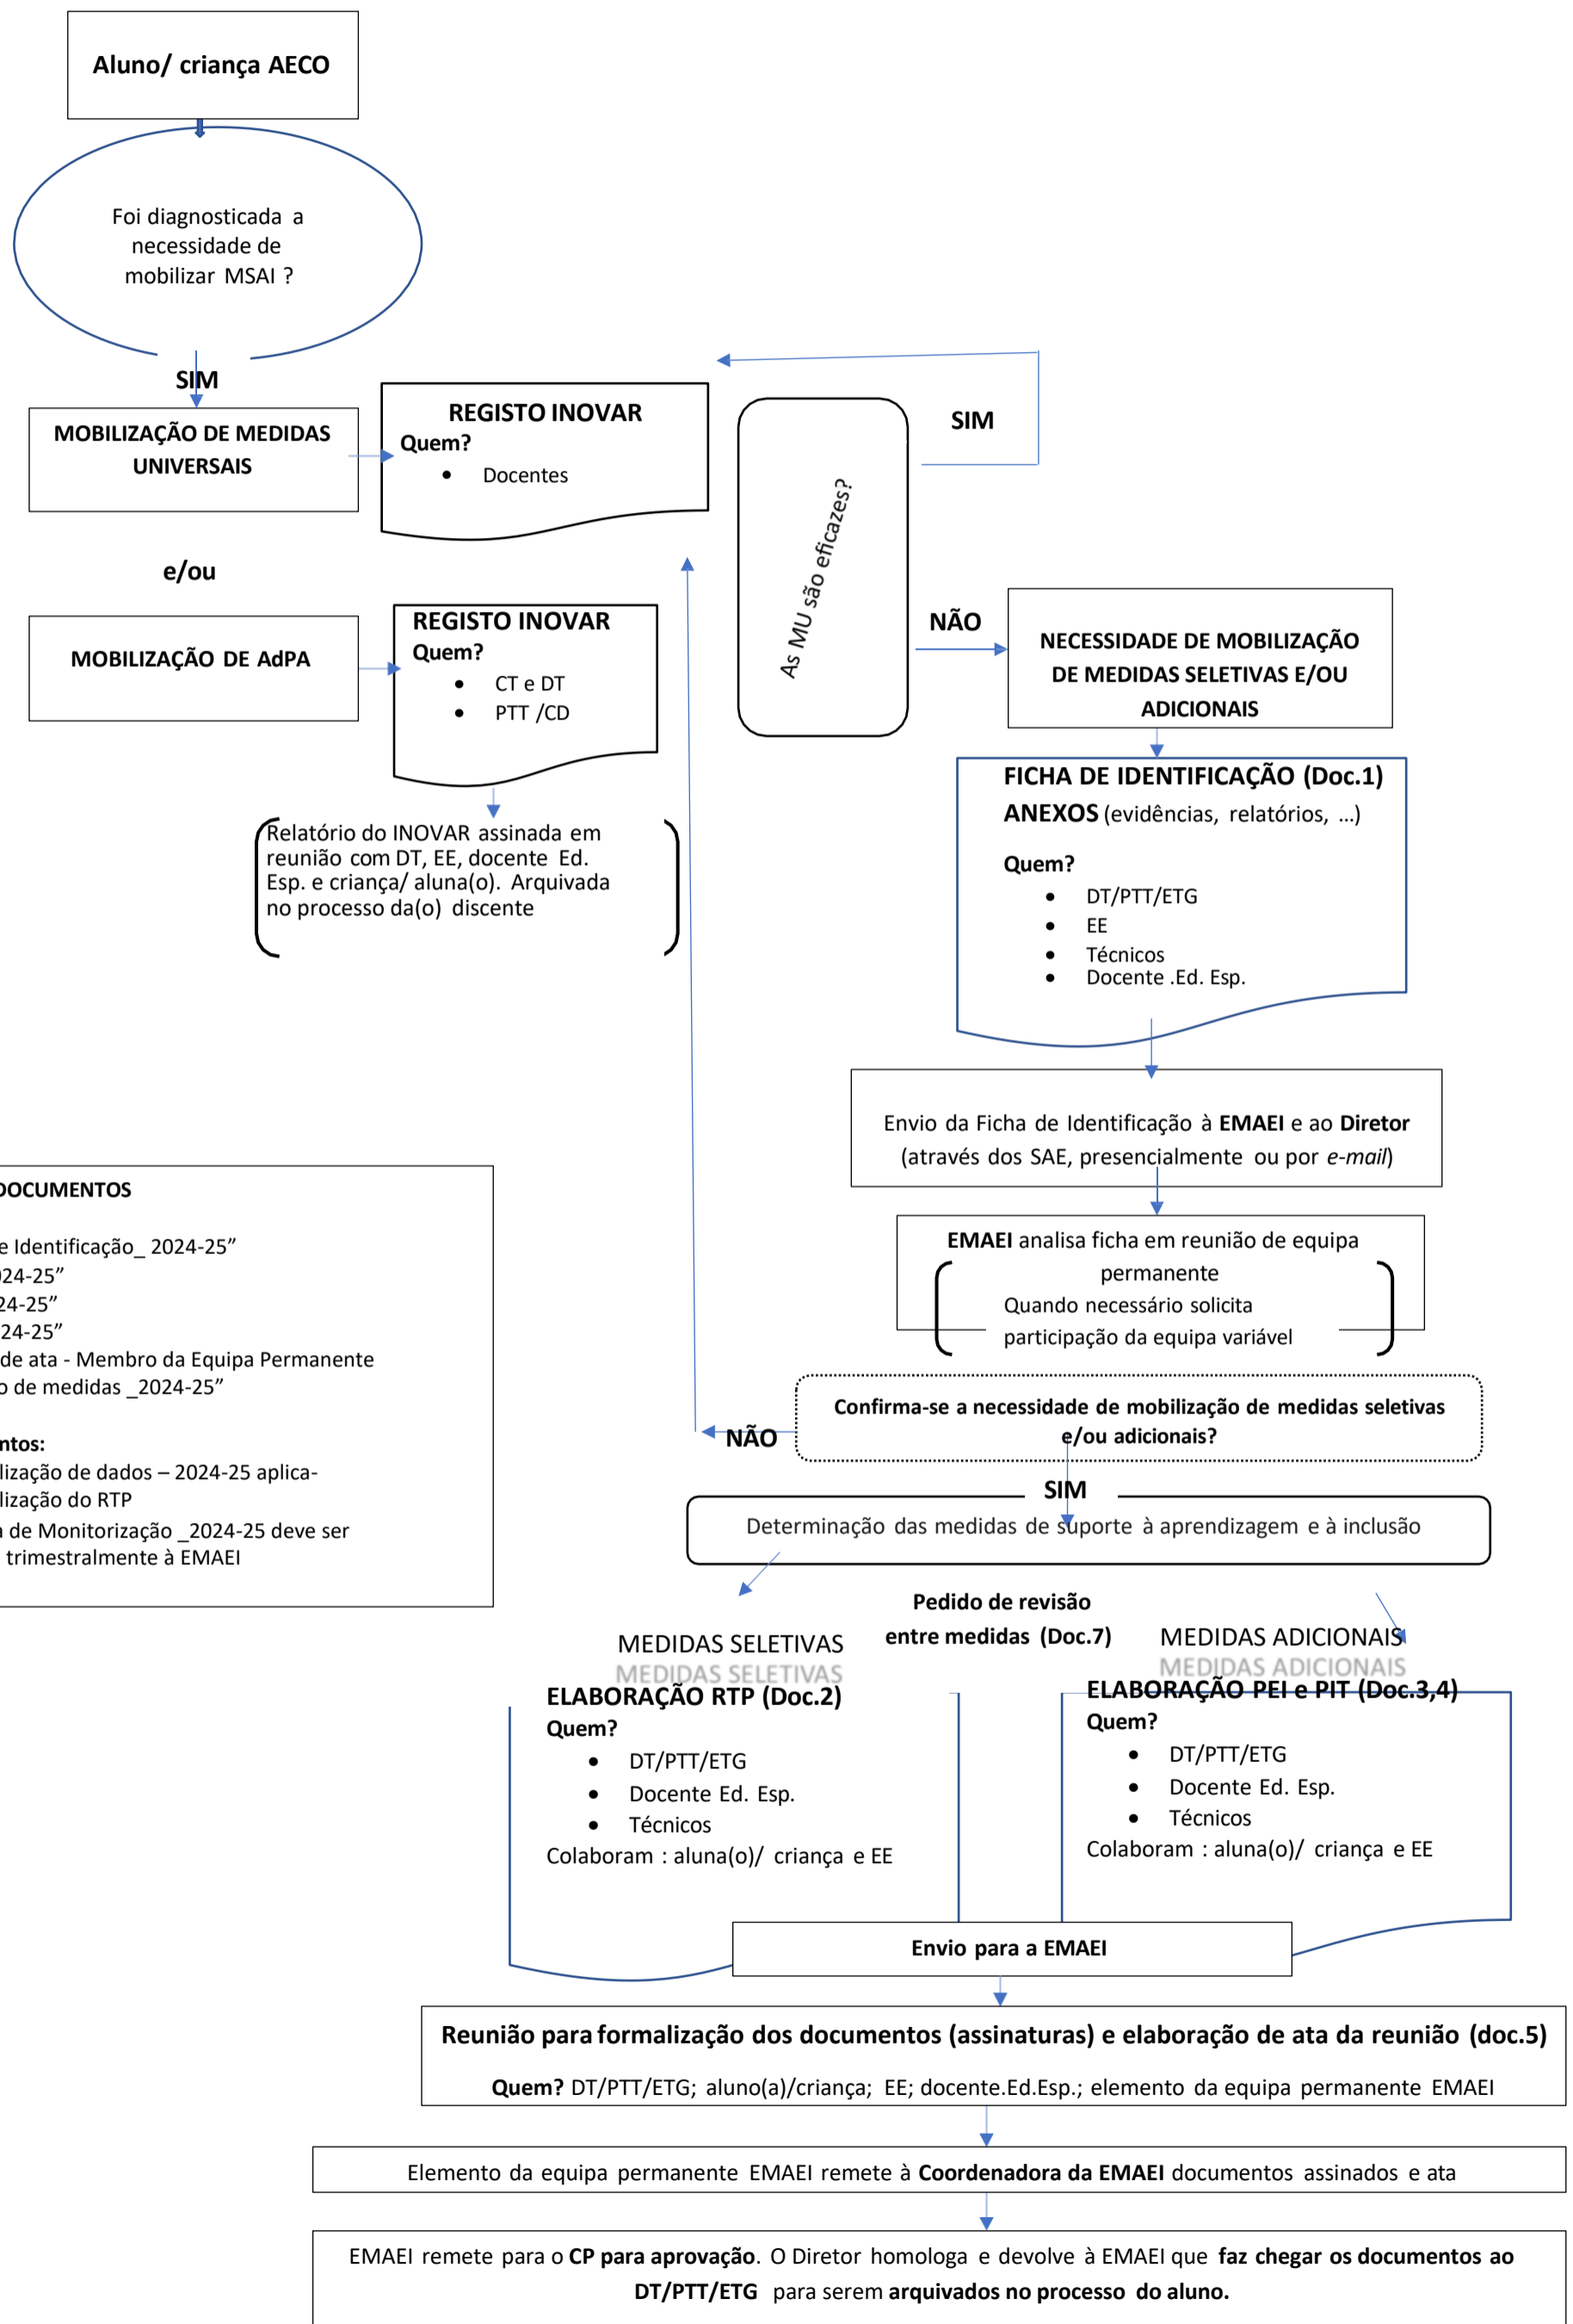 Aluno/ criança AECO
Foi diagnosticada a
necessidade de
mobilizar MSAI ?
SIM
MOBILIZAÇÃO DE MEDIDAS
UNIVERSAIS
REGISTO INOVAR
Quem?
• Docentes
As MU são eficazes?
SIM
e/ou
MOBILIZAÇÃO DE AdPA
REGISTO INOVAR
Quem?
• CT e DT
• PTT /CD
Relatório do INOVAR assinada em
reunião com DT, EE, docente Ed.
Esp. e criança/ aluna(o). Arquivada
no processo da(o) discente
NÃO
NECESSIDADE DE MOBILIZAÇÃO
DE MEDIDAS SELETIVAS E/OU
ADICIONAIS
FICHA DE IDENTIFICAÇÃO (Doc.1)
ANEXOS (evidências, relatórios, ...)
Quem?
• DT/PTT/ETG
• EE
• Técnicos
• Docente .Ed. Esp.
Envio da Ficha de Identificação à EMAEI e ao Diretor
(através dos SAE, presencialmente ou por e-mail)
EMAEI analisa ficha em reunião de equipa
permanente
Quando necessário solicita
participação da equipa variável
DOCUMENTOS
e Identificação_ 2024-25”
24-25”
24-25”
24-25”
de ata - Membro da Equipa Permanente
o de medidas _2024-25”
ntos:
lização de dados – 2024-25 aplica-
lização do RTP
a de Monitorização _2024-25 deve ser
trimestralmente à EMAEI
Confirma-se a necessidade de mobilização de medidas seletivas
e/ou adicionais?
NÃO
SIM
Determinação das medidas de suporte à aprendizagem e à inclusão
Pedido de revisão
entre medidas (Doc.7)
MEDIDAS SELETIVAS
ELABORAÇÃO RTP (Doc.2)
Quem?
• DT/PTT/ETG
• Docente Ed. Esp.
• Técnicos
Colaboram : aluna(o)/ criança e EE
MEDIDAS ADICIONAIS
ELABORAÇÃO PEI e PIT (Doc.3,4)
Quem?
• DT/PTT/ETG
• Docente Ed. Esp.
• Técnicos
Colaboram : aluna(o)/ criança e EE
Envio para a EMAEI
Reunião para formalização dos documentos (assinaturas) e elaboração de ata da reunião (doc.5)
Quem? DT/PTT/ETG; aluno(a)/criança; EE; docente.Ed.Esp.; elemento da equipa permanente EMAEI
Elemento da equipa permanente EMAEI remete à Coordenadora da EMAEI documentos assinados e ata
EMAEI remete para o CP para aprovação. O Diretor homologa e devolve à EMAEI que faz chegar os documentos ao
DT/PTT/ETG para serem arquivados no processo do aluno.